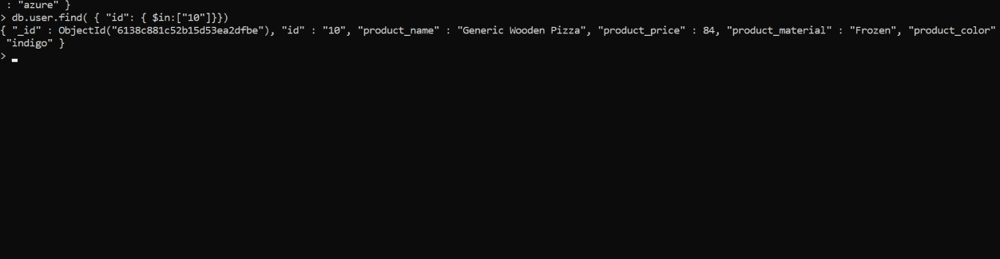 : "azure" }
> db.user.find( { "id": { $in:["10"]}})
{ "_id" : ObjectId("6138c881c52b15d53ea2dfbe"), "id" : "10", "product_name" : "Generic Wooden Pizza", "product_price" : 84, "product_material" : "Frozen", "product_color"
"indigo" }
>